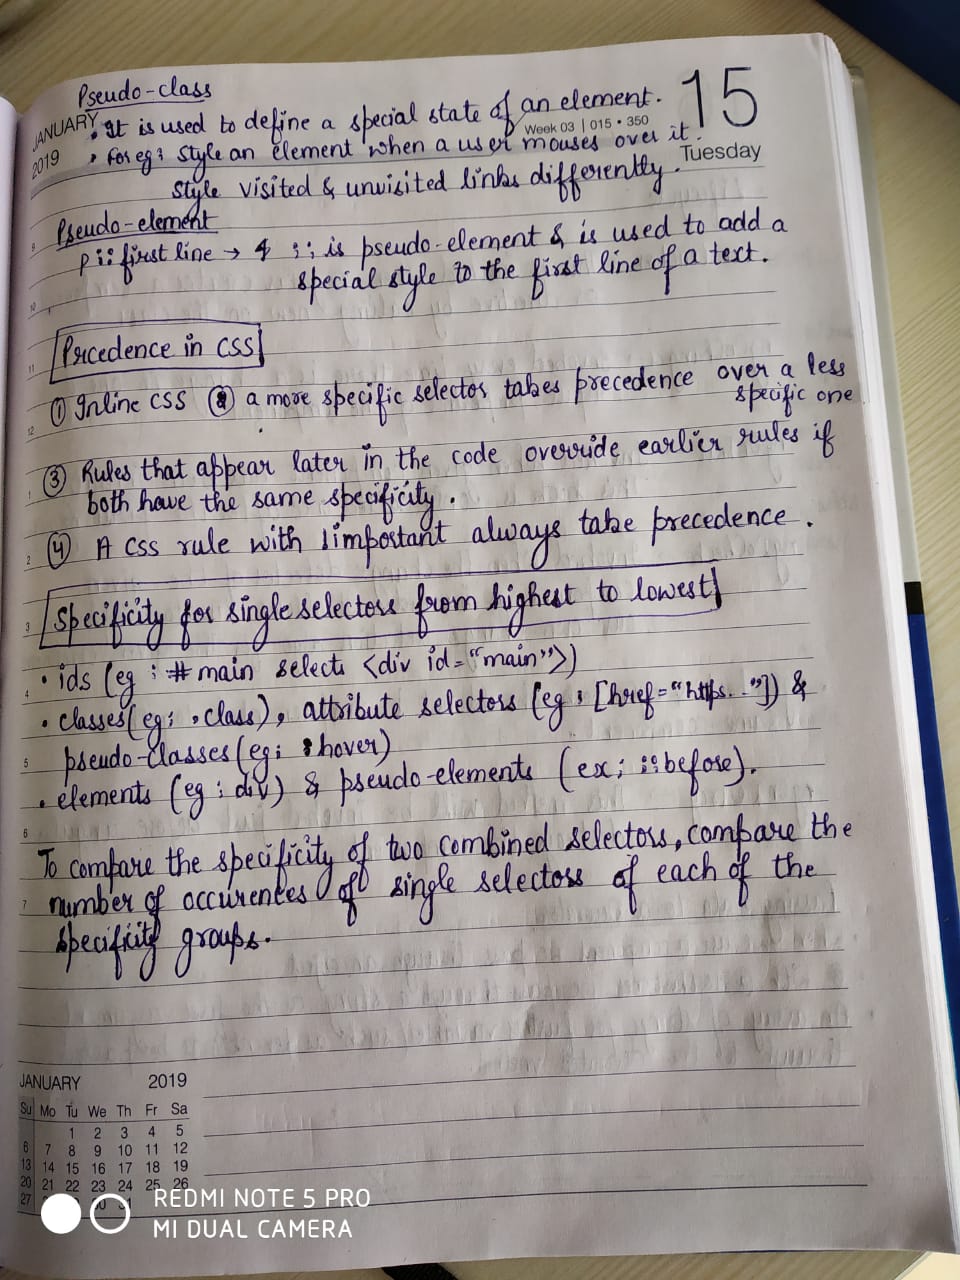 Pseudo-class
JANUARY
2019
15
Week 03 | 015 • 350
Tuesday
• It is used to define a special state of an element.
• For eg: style an element when a user mouses over it.
style visited & unvisited links differently.
Pseudo-element
p::first line → & :: is pseudo-element & is used to add a
special style to the first line of a text.
Precedence in CSS
① Inline CSS ② a more specific selector takes precedence over a less
specific one
③ Rules that appear later in the code override earlier rules if
both have the same specificity.
④ A CSS rule with !important always take precedence.
Specificity for single selectors from highest to lowest
• ids (eg: #main selects <div id="main">)
• classes (eg: .class), attribute selectors (eg: [href="https..."]) &
pseudo-classes (eg: :hover)
• elements (eg: div) & pseudo-elements (ex: ::before).
To compare the specificity of two combined selectors, compare the
number of occurences of single selectors of each of the
specificity groups.
JANUARY 2019
Su Mo Tu We Th Fr Sa
1 2 3 4 5
6 7 8 9 10 11 12
13 14 15 16 17 18 19
20 21 22 23 24 25 26
27
REDMI NOTE 5 PRO
MI DUAL CAMERA